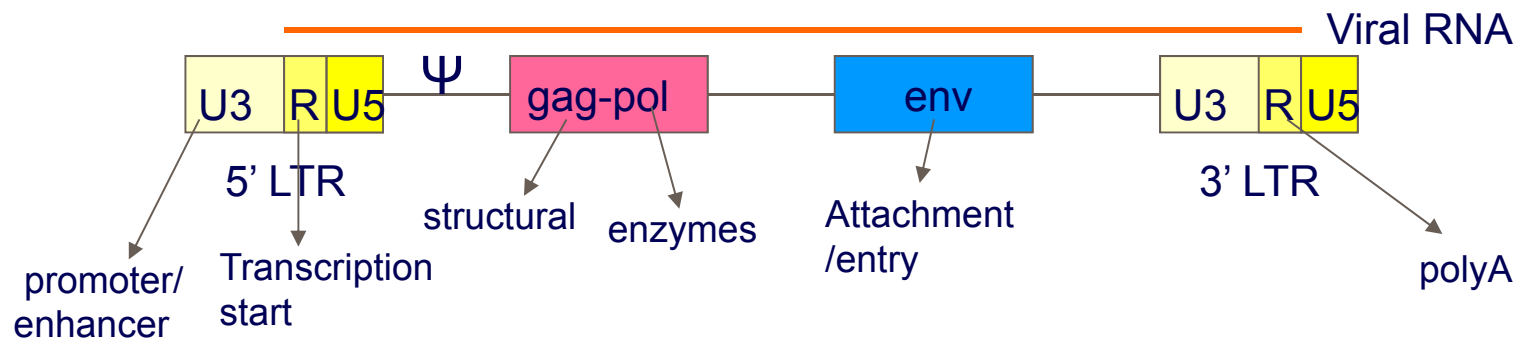 Viral RNA
U3 R U5 Ψ gag-pol env U3 R U5
5’ LTR
3’ LTR
structural
enzymes
Attachment
/entry
promoter/
enhancer
Transcription
start
polyA